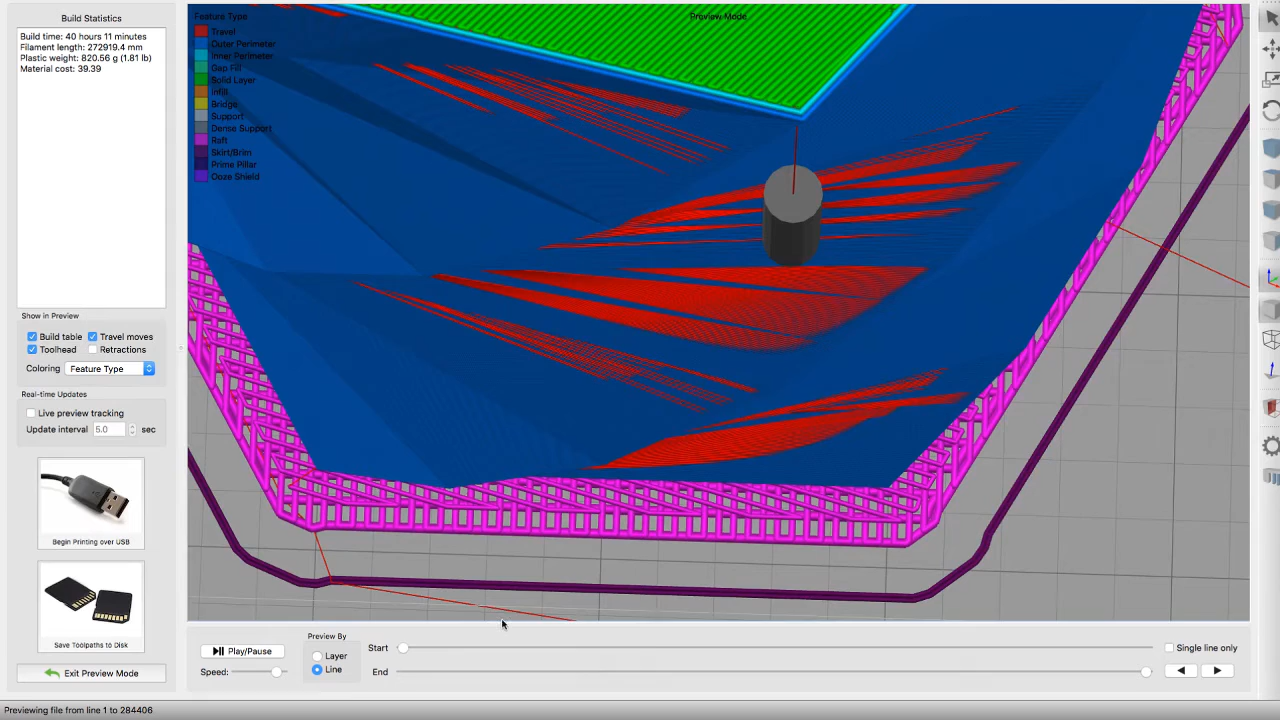 Build Statistics
Build time: 40 hours 11 minutes
Filament length: 272919.4 mm
Plastic weight: 820.56 g (1.81 lb)
Material cost: 39.39
Show in Preview
Build table
Travel moves
Toolhead
Retractions
Coloring
Feature Type
Real-time Updates
Live preview tracking
Update interval 5.0 sec
Begin Printing over USB
Save Toolpaths to Disk
Exit Preview Mode
Feature Type
Travel
Outer Perimeter
Inner Perimeter
Gap Fill
Solid Layer
Infill
Bridge
Support
Dense Support
Raft
Skirt/Brim
Prime Pillar
Ooze Shield
Preview Mode
Play/Pause
Speed:
Preview By
Layer
Line
Start
End
Single line only
Previewing file from line 1 to 284406